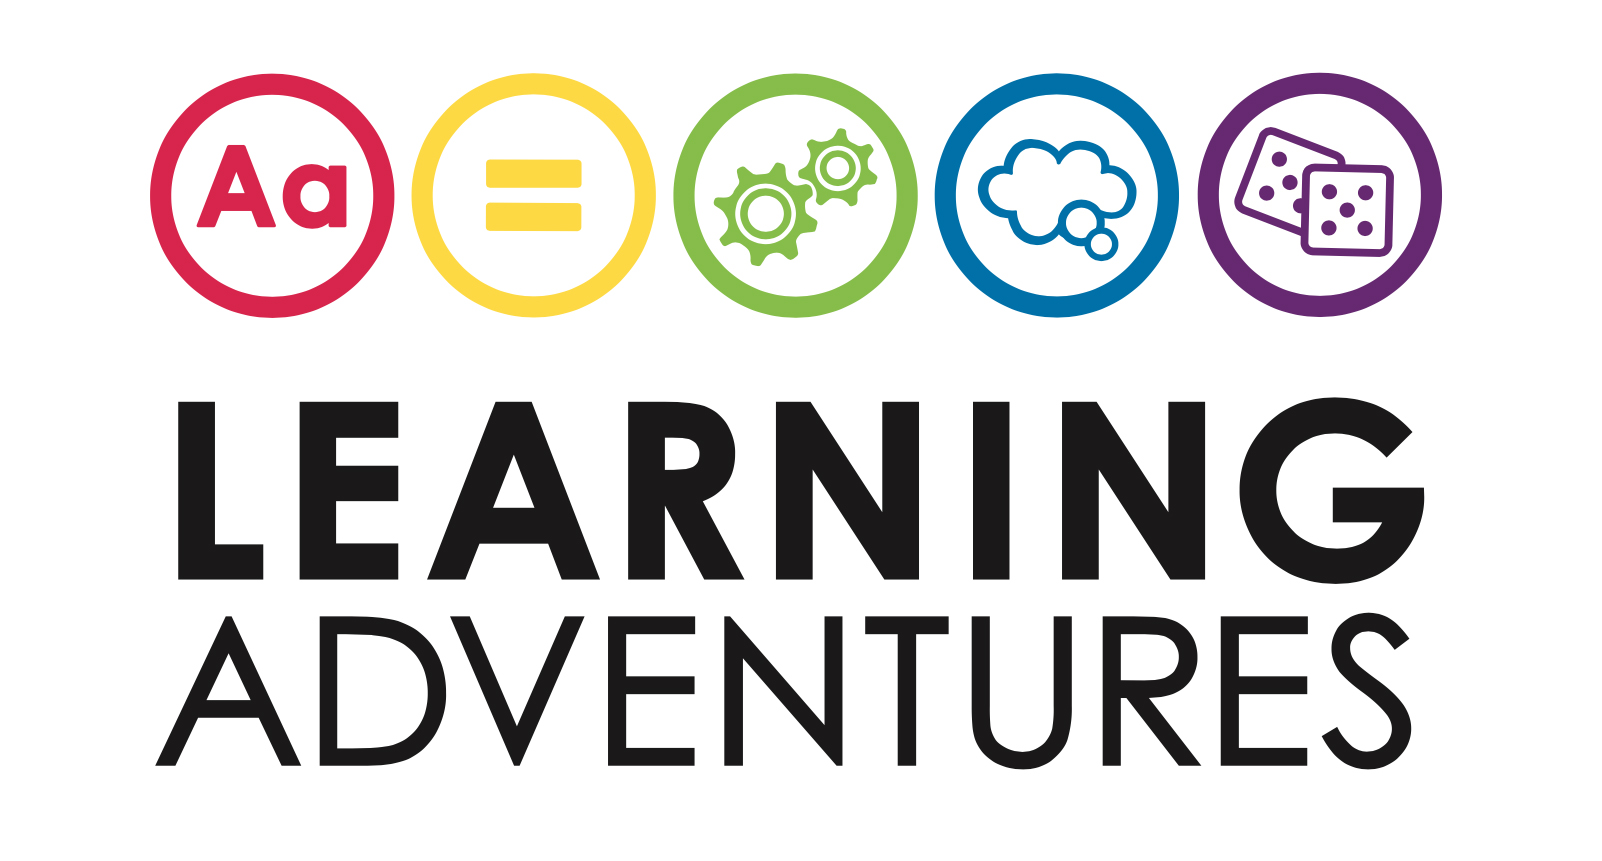 Aa =
LEARNING
ADVENTURES